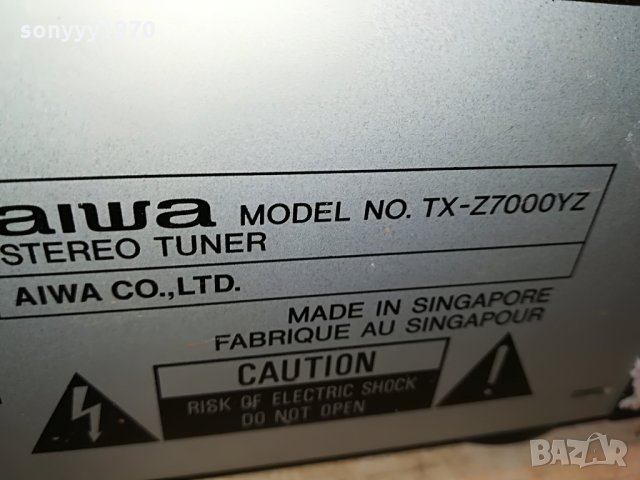 sonyyy1970
aiwa MODEL NO. TX-Z7000YZ
STEREO TUNER
AIWA CO.,LTD.
MADE IN SINGAPORE
FABRIQUE AU SINGAPOUR
CAUTION
RISK OF ELECTRIC SHOCK
DO NOT OPEN
BAZAR